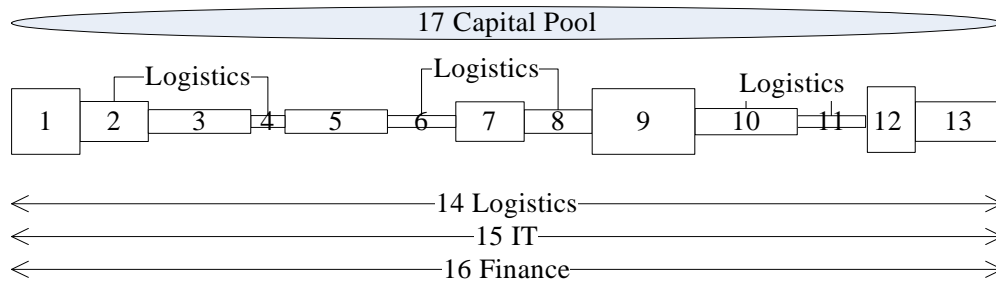 17 Capital Pool
Logistics
Logistics
Logistics
1 2 3 4 5 6 7 8 9 10 11 12 13
14 Logistics
15 IT
16 Finance